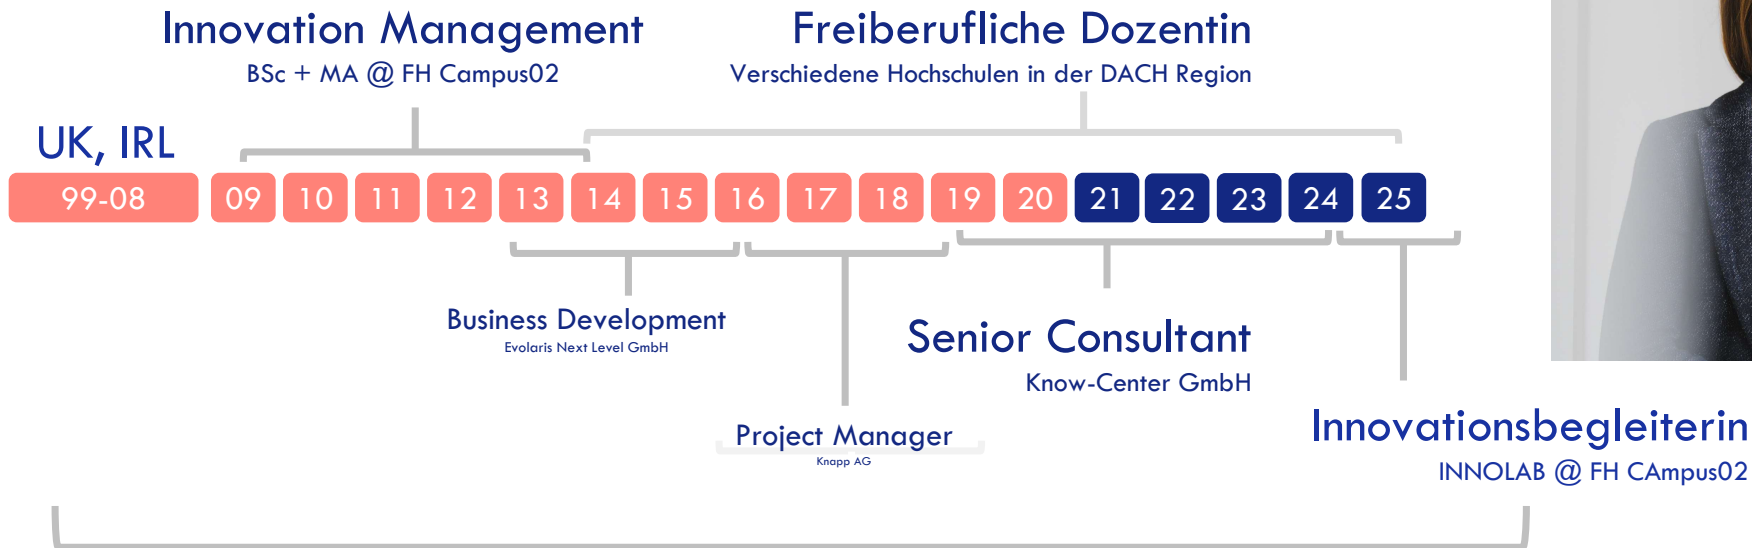 Innovation Management
BSc + MA @ FH Campus02
Freiberufliche Dozentin
Verschiedene Hochschulen in der DACH Region
UK, IRL
99-08 09 10 11 12 13 14 15 16 17 18 19 20 21 22 23 24 25
Business Development
Evolaris Next Level GmbH
Senior Consultant
Know-Center GmbH
Project Manager
Knapp AG
Innovationsbegleiterin
INNOLAB @ FH CAmpus02